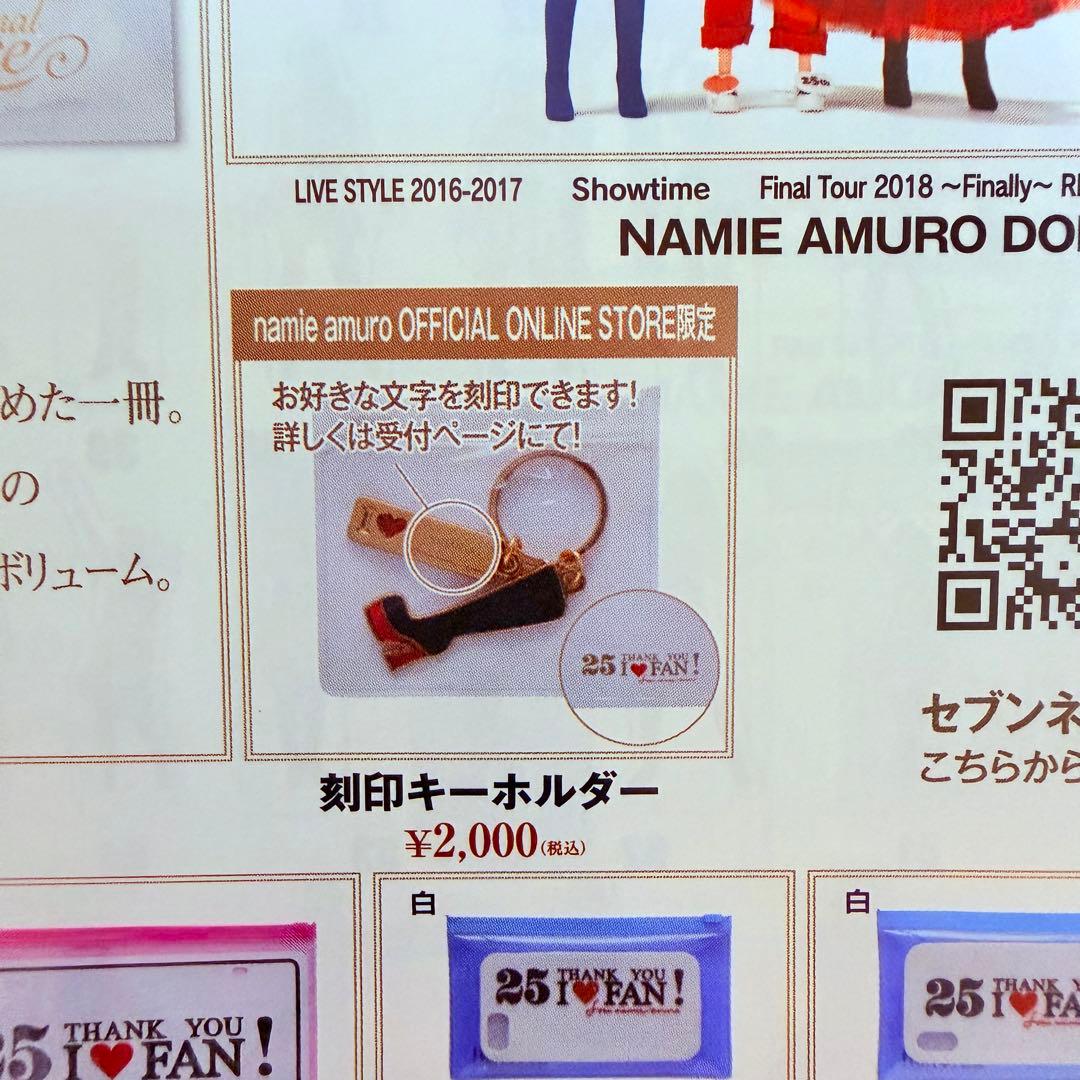 LIVE STYLE 2016-2017 Showtime Final Tour 2018 ~Finally~
NAMIE AMURO
namie amuro OFFICIAL ONLINE STORE限定
お好きな文字を刻印できます!
詳しくは受付ページにて!
めた一冊。
の
ボリューム。
I♥
25 THANK YOU
I♥FAN!
セブンネ
こちらから
刻印キーホルダー
¥2,000(税込)
25 THANK YOU
I♥FAN!
白
25 THANK YOU
I♥FAN!
白
25 THANK
I♥FA